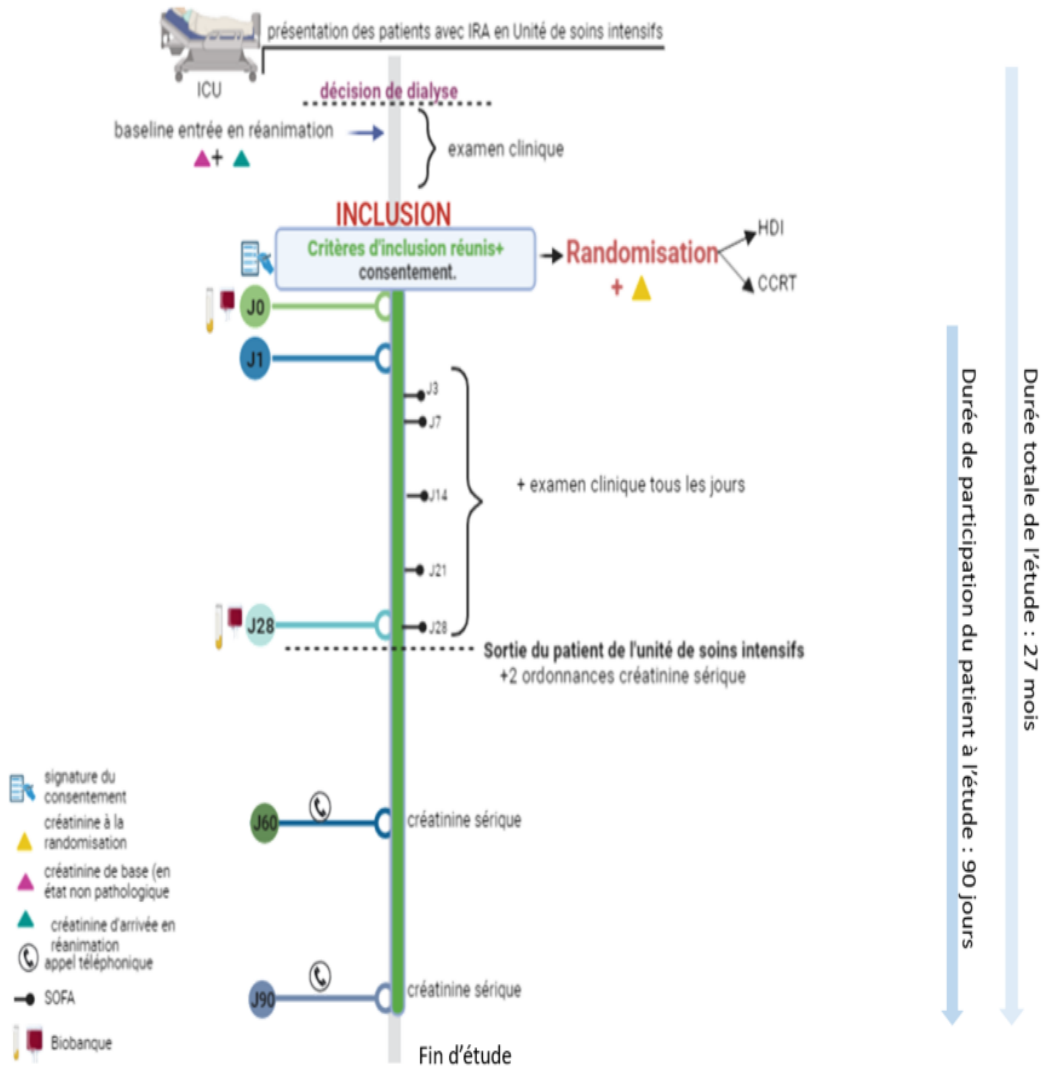 présentation des patients avec IRA en Unité de soins intensifs
ICU
décision de dialyse
baseline entrée en réanimation
+
examen clinique
INCLUSION
Critères d'inclusion réunis+
consentement.
Randomisation
+
HDI
CCRT
J0
J1
J3
J7
J14
+ examen clinique tous les jours
J21
J28
J28
Sortie du patient de l'unité de soins intensifs
+2 ordonnances créatinine sérique
J60
créatinine sérique
J90
créatinine sérique
Fin d'étude
Durée de participation du patient à l'étude : 90 jours
Durée totale de l'étude : 27 mois
signature du
consentement
créatinine à la
randomisation
créatinine de base (en
état non pathologique
créatinine d'arrivée en
réanimation
appel téléphonique
SOFA
Biobanque